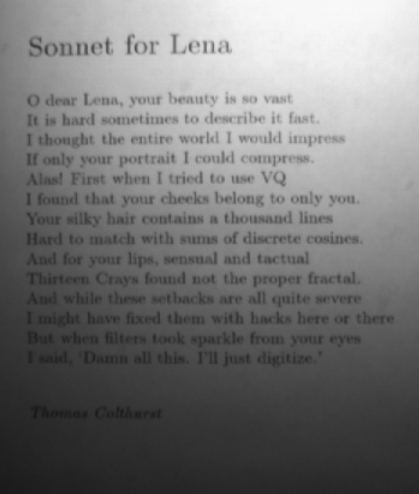 Sonnet for Lena
O dear Lena, your beauty is so vast
It is hard sometimes to describe it fast.
I thought the entire world I would impress
If only your portrait I could compress.
Alas! First when I tried to use VQ
I found that your cheeks belong to only you.
Your silky hair contains a thousand lines
Hard to match with sums of discrete cosines.
And for your lips, sensual and tactual
Thirteen Crays found not the proper fractal.
And while these setbacks are all quite severe
I might have fixed them with hacks here or there
But when filters took sparkle from your eyes
I said, 'Damn all this. I'll just digitize.'
Thomas Colthurst